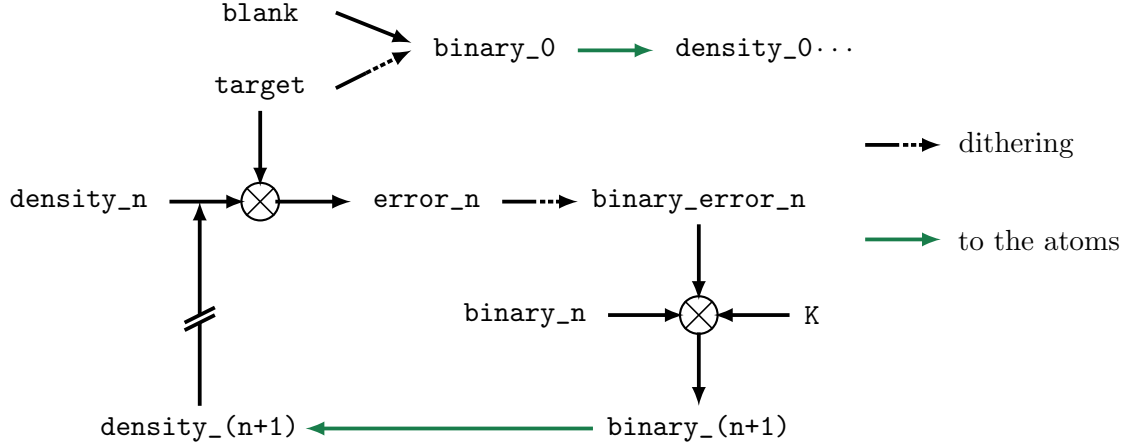 blank
binary_0
density_0···
target
dithering
density_n
error_n
binary_error_n
to the atoms
binary_n
K
density_(n+1)
binary_(n+1)